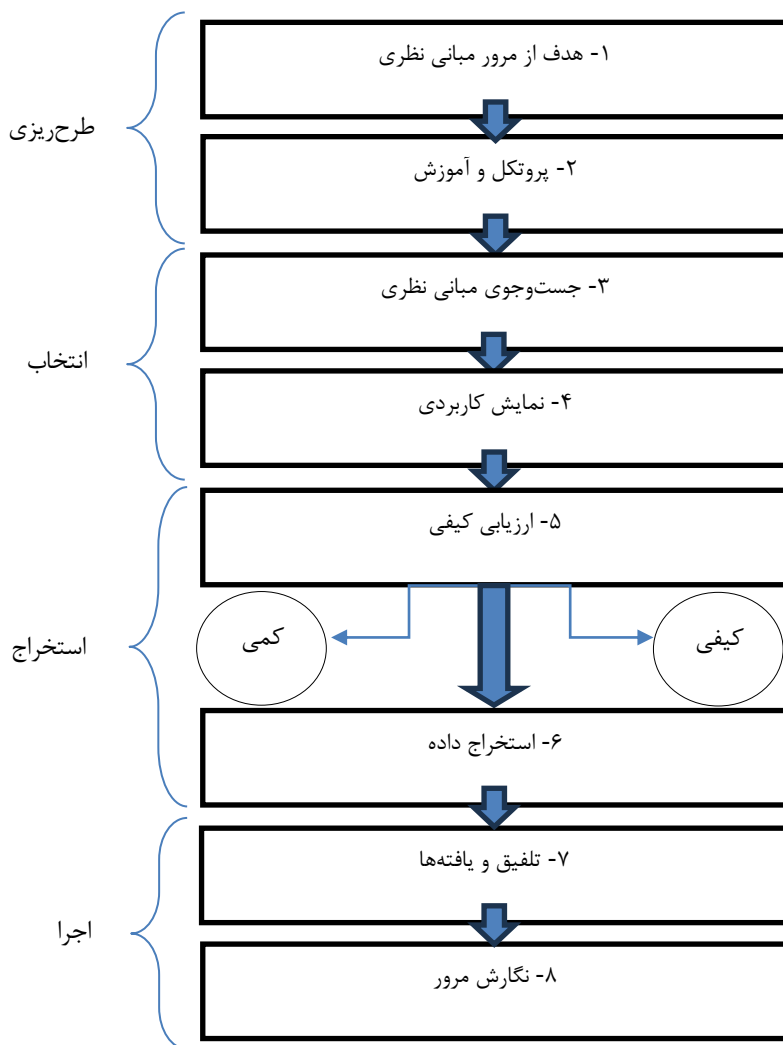 ۱- هدف از مرور مبانی نظری
طرح‌ریزی
۲- پروتکل و آموزش
۳- جست‌وجوی مبانی نظری
انتخاب
۴- نمایش کاربردی
۵- ارزیابی کیفی
کیفی
کمی
استخراج
۶- استخراج داده
۷- تلفیق و یافته‌ها
اجرا
۸- نگارش مرور